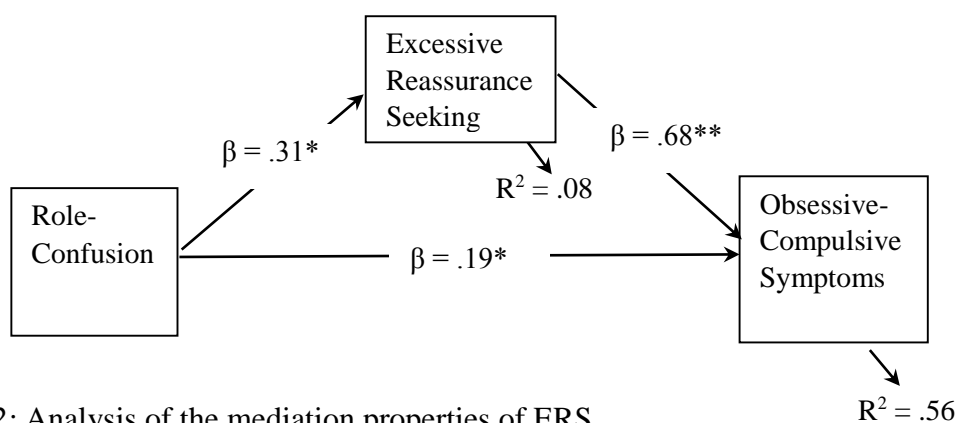 Excessive
Reassurance
Seeking
β = .68**
β = .31*
R² = .08
Role-
Confusion
Obsessive-
Compulsive
Symptoms
β = .19*
R² = .56
2: Analysis of the mediation properties of ERS